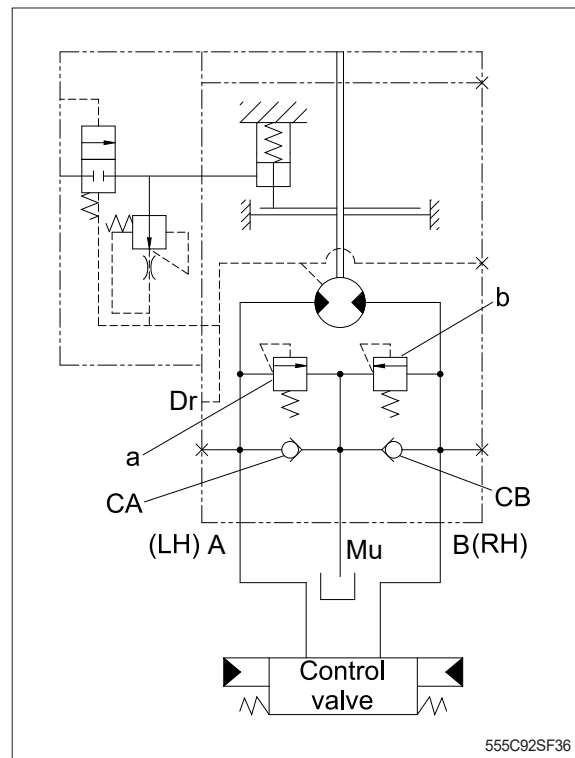 b
Dr
a
CA
CB
(LH) A
Mu
B(RH)
Control
valve
555C92SF36